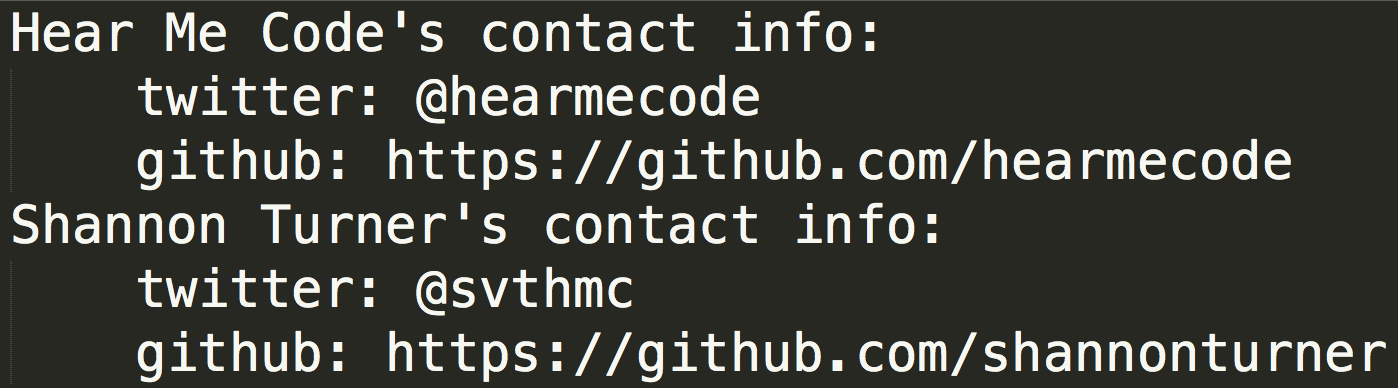 Hear Me Code's contact info:
    twitter: @hearmecode
    github: https://github.com/hearmecode
Shannon Turner's contact info:
    twitter: @svthmc
    github: https://github.com/shannonturner